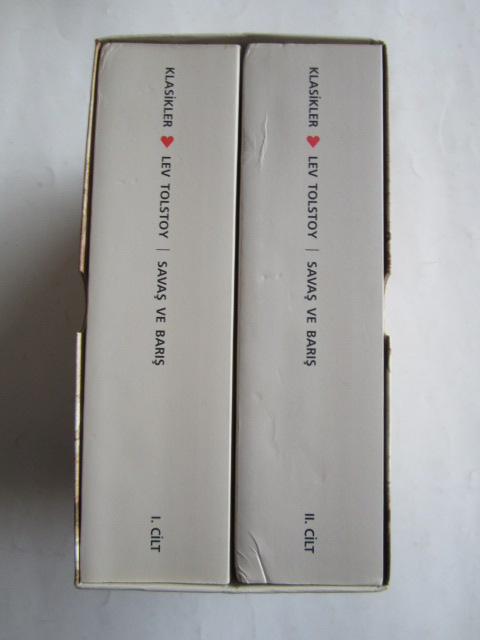 KLASİKLER ♥ LEV TOLSTOY | SAVAŞ VE BARIŞ I. CİLT
KLASİKLER ♥ LEV TOLSTOY | SAVAŞ VE BARIŞ II. CİLT